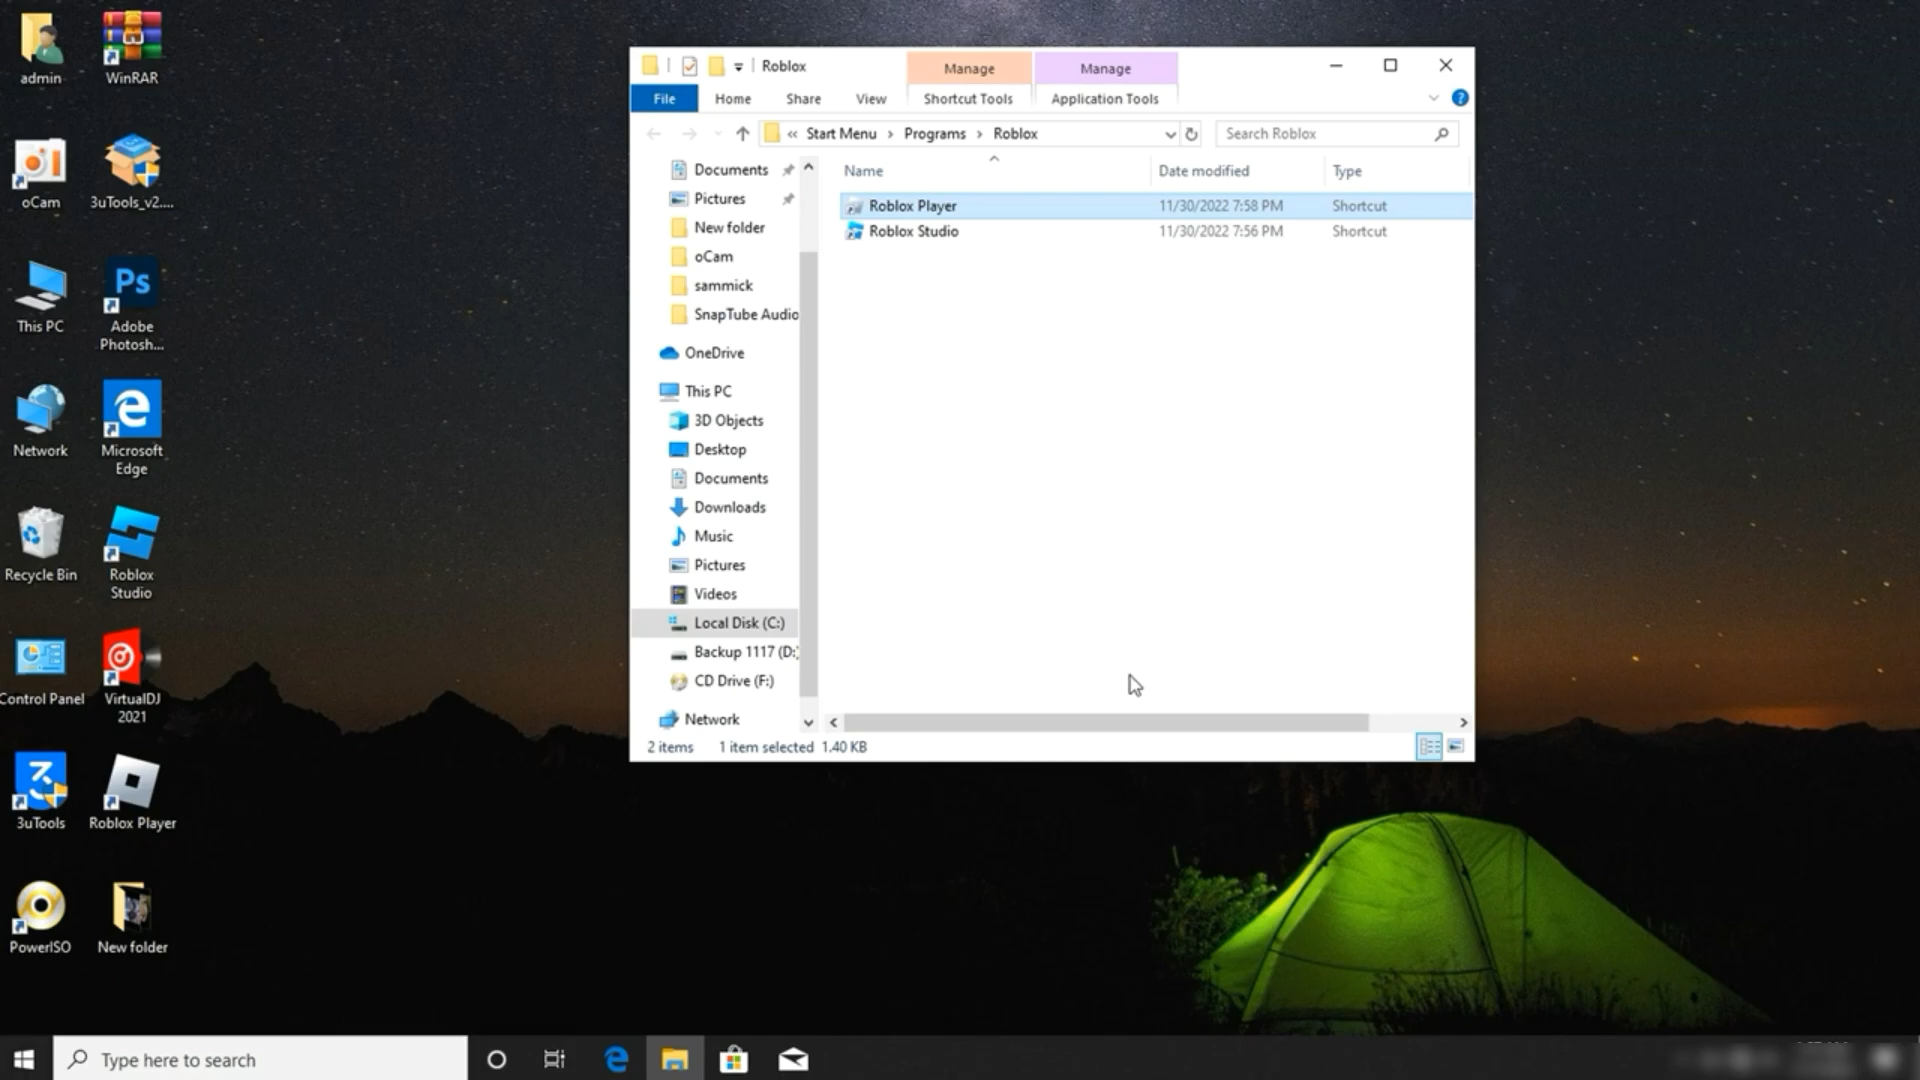 admin
WinRAR
oCam
3uTools_v2....
This PC
Adobe
Photosh...
Network
Microsoft
Edge
Recycle Bin
Roblox
Studio
Control Panel
VirtualDJ
2021
3uTools
Roblox Player
PowerISO
New folder
Roblox
Manage
Manage
File
Home
Share
View
Shortcut Tools
Application Tools
« Start Menu › Programs › Roblox
Search Roblox
Documents
Pictures
New folder
oCam
sammick
SnapTube Audio
OneDrive
This PC
3D Objects
Desktop
Documents
Downloads
Music
Pictures
Videos
Local Disk (C:)
Backup 1117 (D:)
CD Drive (F:)
Network
Name Date modified Type
Roblox Player 11/30/2022 7:58 PM Shortcut
Roblox Studio 11/30/2022 7:56 PM Shortcut
2 items 1 item selected 1.40 KB
Type here to search